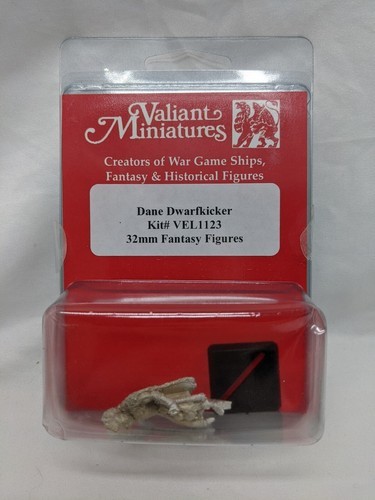 Valiant
Miniatures
Creators of War Game Ships,
Fantasy & Historical Figures
Dane Dwarfkicker
Kit# VEL1123
32mm Fantasy Figures